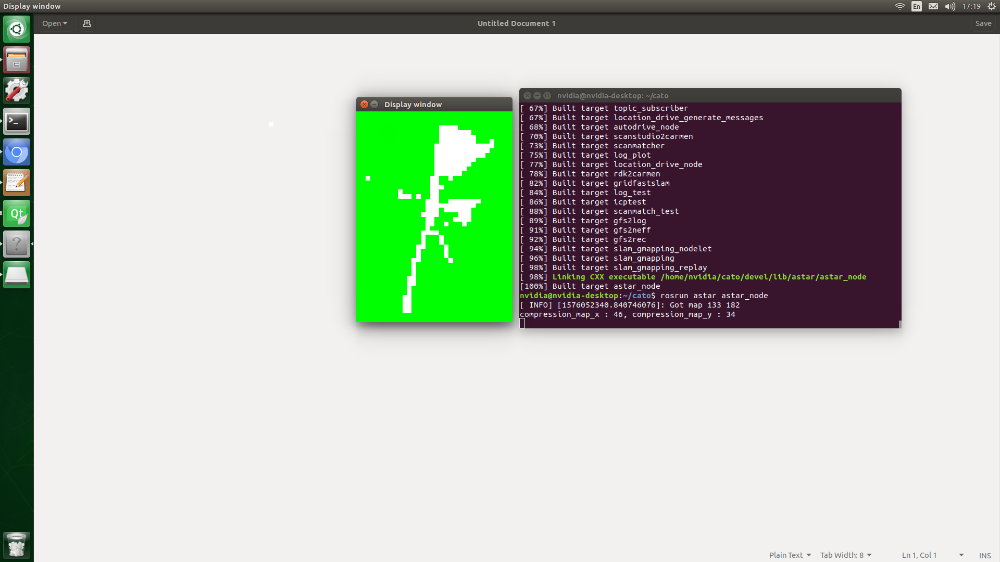 Display window
En
17:19
Open
Untitled Document 1
Save
Display window
nvidia@nvidia-desktop: ~/cato
[ 67%] Built target topic_subscriber
[ 67%] Built target location_drive_generate_messages
[ 68%] Built target autodrive_node
[ 70%] Built target scanstudio2carmen
[ 73%] Built target scanmatcher
[ 75%] Built target log_plot
[ 77%] Built target location_drive_node
[ 78%] Built target rdk2carmen
[ 82%] Built target gridfastslam
[ 84%] Built target log_test
[ 86%] Built target icptest
[ 88%] Built target scanmatch_test
[ 89%] Built target gfs2log
[ 91%] Built target gfs2neff
[ 92%] Built target gfs2rec
[ 94%] Built target slam_gmapping_nodelet
[ 96%] Built target slam_gmapping
[ 98%] Built target slam_gmapping_replay
[ 98%] Linking CXX executable /home/nvidia/cato/devel/lib/astar/astar_node
[100%] Built target astar_node
nvidia@nvidia-desktop:~/cato$ rosrun astar astar_node
[ INFO] [1576052340.840746076]: Got map 133 182
compression_map_x : 46, compression_map_y : 34
Qt
Plain Text
Tab Width: 8
Ln 1, Col 1
INS